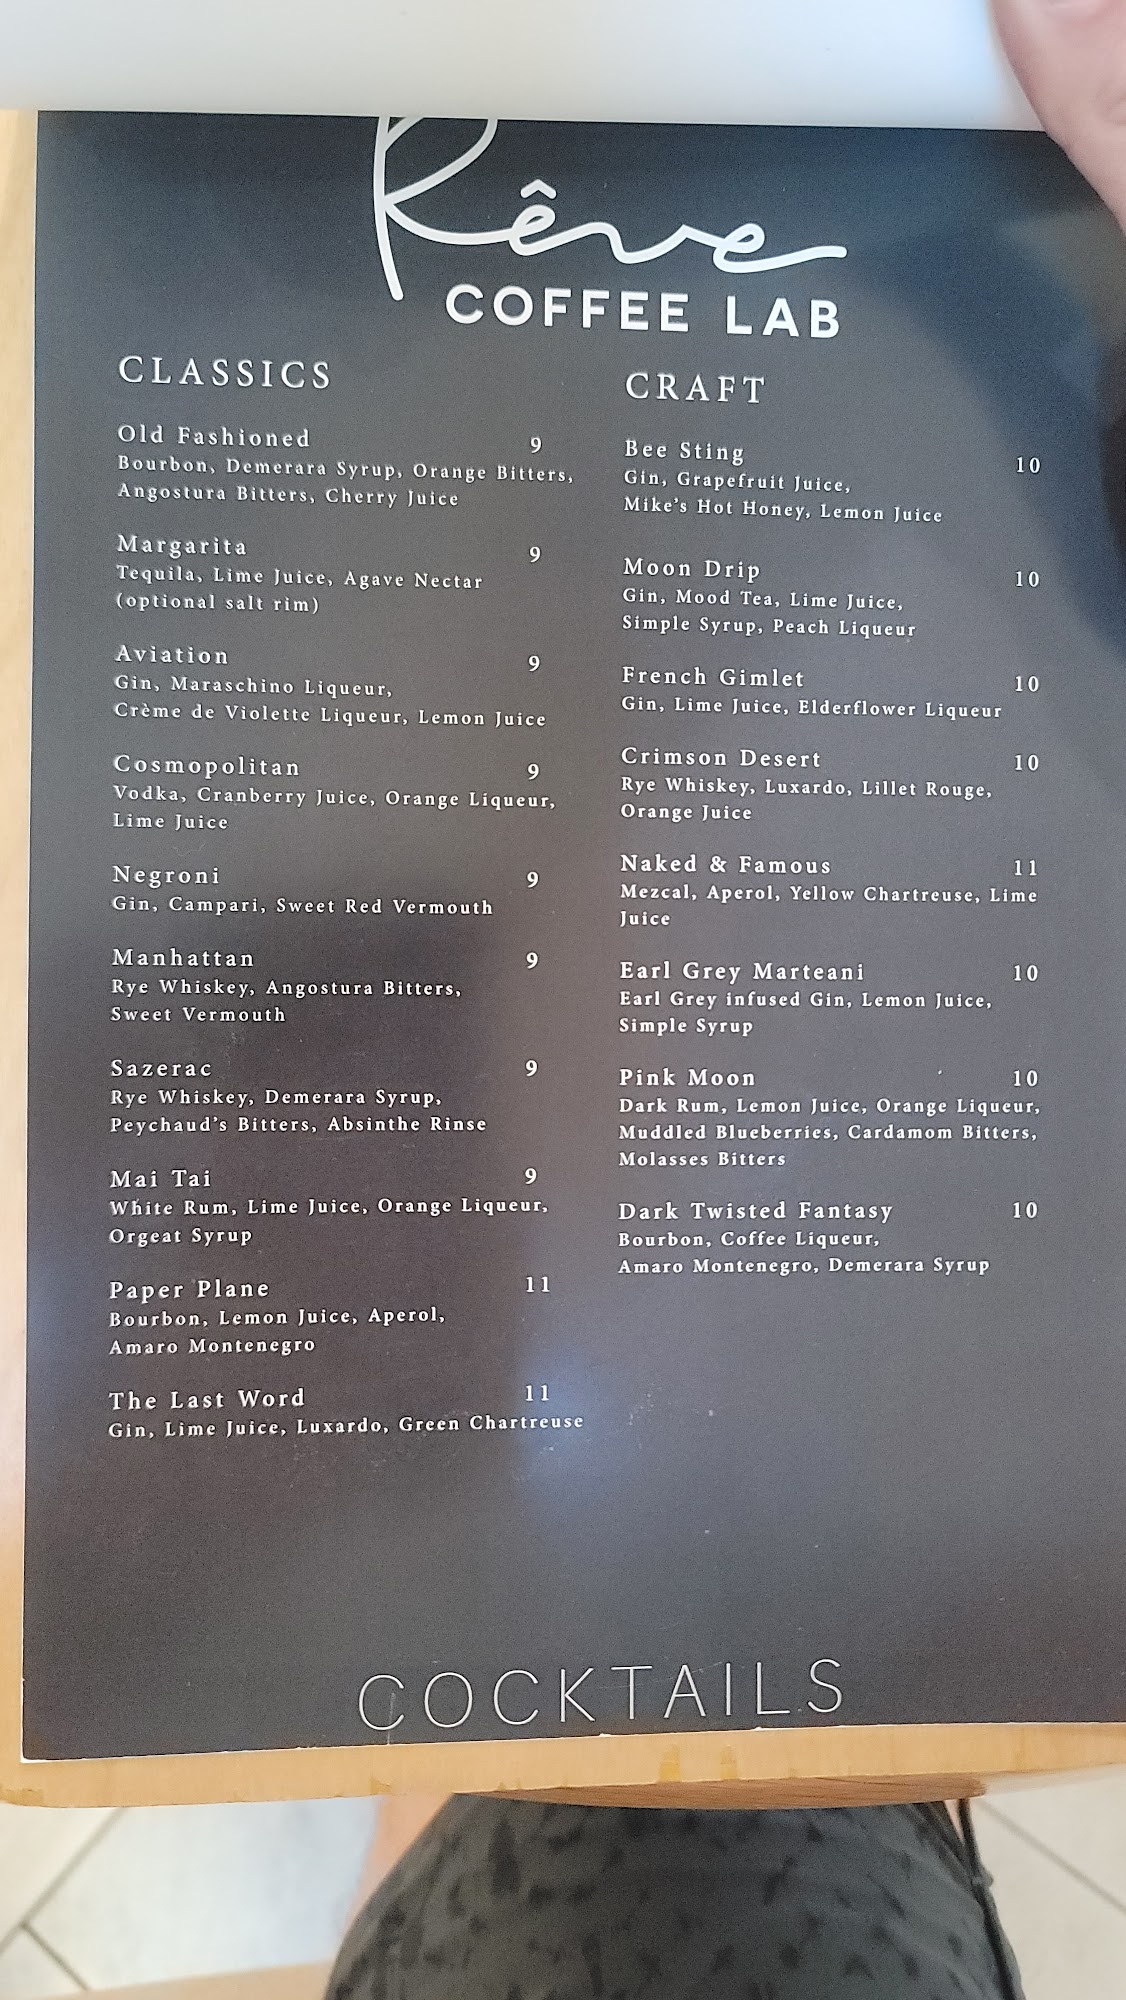 Rêve
COFFEE LAB
CLASSICS
Old Fashioned 9
Bourbon, Demerara Syrup, Orange Bitters,
Angostura Bitters, Cherry Juice
Margarita 9
Tequila, Lime Juice, Agave Nectar
(optional salt rim)
Aviation 9
Gin, Maraschino Liqueur,
Crème de Violette Liqueur, Lemon Juice
Cosmopolitan 9
Vodka, Cranberry Juice, Orange Liqueur,
Lime Juice
Negroni 9
Gin, Campari, Sweet Red Vermouth
Manhattan 9
Rye Whiskey, Angostura Bitters,
Sweet Vermouth
Sazerac 9
Rye Whiskey, Demerara Syrup,
Peychaud's Bitters, Absinthe Rinse
Mai Tai 9
White Rum, Lime Juice, Orange Liqueur,
Orgeat Syrup
Paper Plane 11
Bourbon, Lemon Juice, Aperol,
Amaro Montenegro
The Last Word 11
Gin, Lime Juice, Luxardo, Green Chartreuse
CRAFT
Bee Sting 10
Gin, Grapefruit Juice,
Mike's Hot Honey, Lemon Juice
Moon Drip 10
Gin, Mood Tea, Lime Juice,
Simple Syrup, Peach Liqueur
French Gimlet 10
Gin, Lime Juice, Elderflower Liqueur
Crimson Desert 10
Rye Whiskey, Luxardo, Lillet Rouge,
Orange Juice
Naked & Famous 11
Mezcal, Aperol, Yellow Chartreuse, Lime
Juice
Earl Grey Marteani 10
Earl Grey infused Gin, Lemon Juice,
Simple Syrup
Pink Moon 10
Dark Rum, Lemon Juice, Orange Liqueur,
Muddled Blueberries, Cardamom Bitters,
Molasses Bitters
Dark Twisted Fantasy 10
Bourbon, Coffee Liqueur,
Amaro Montenegro, Demerara Syrup
COCKTAILS